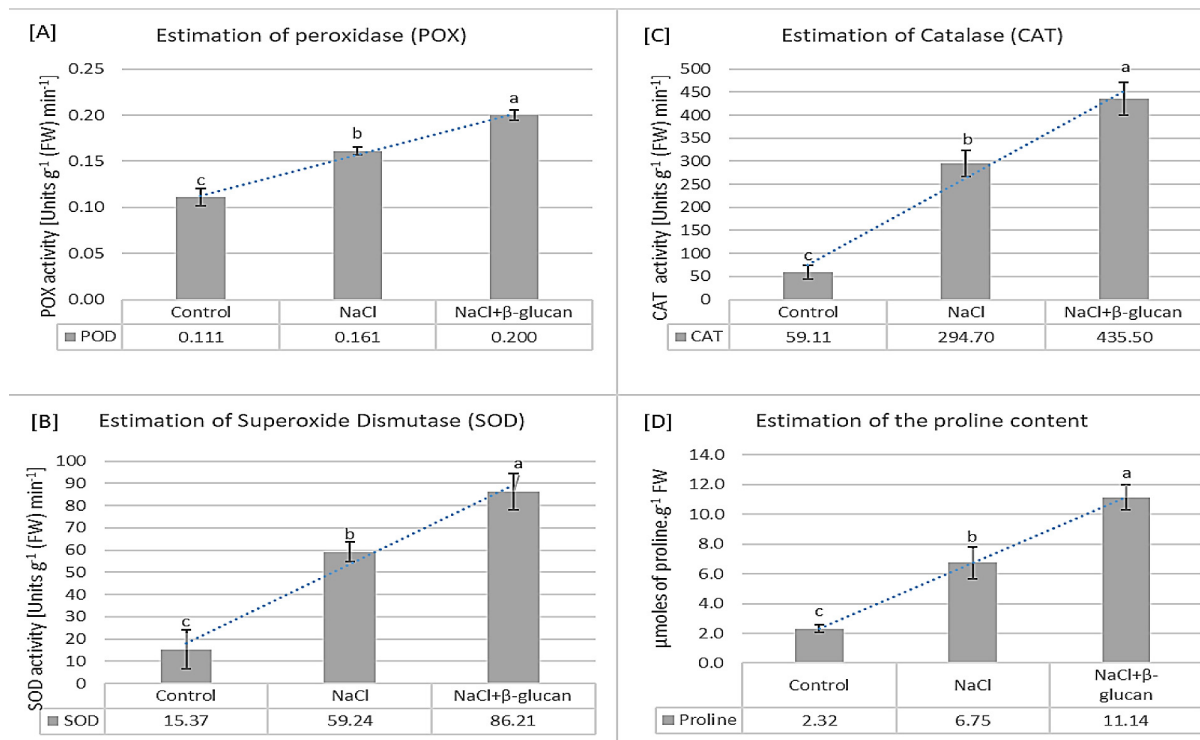 [A]
Estimation of peroxidase (POX)
POX activity [Units g⁻¹ (FW) min⁻¹]
0.25
0.20
0.15
0.10
0.05
0.00
c
b
a
Control NaCl NaCl+β-glucan
POD 0.111 0.161 0.200
[C]
Estimation of Catalase (CAT)
CAT activity [Units g⁻¹ (FW) min⁻¹]
500
450
400
350
300
250
200
150
100
50
0
c
b
a
Control NaCl NaCl+β-glucan
CAT 59.11 294.70 435.50
[B]
Estimation of Superoxide Dismutase (SOD)
SOD activity [Units g⁻¹ (FW) min⁻¹]
100
90
80
70
60
50
40
30
20
10
0
c
b
a
Control NaCl NaCl+β-glucan
SOD 15.37 59.24 86.21
[D]
Estimation of the proline content
µmoles of proline.g⁻¹ FW
14.0
12.0
10.0
8.0
6.0
4.0
2.0
0.0
c
b
a
Control NaCl NaCl+β-
glucan
Proline 2.32 6.75 11.14